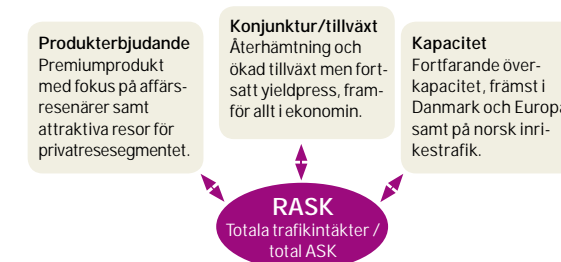 Produkterbjudande
Premiumprodukt
med fokus på affärs-
resenärer samt
attraktiva resor för
privatresesegmentet.
Konjunktur/tillväxt
Återhämtning och
ökad tillväxt men fort-
satt yieldpress, fram-
för allt i ekonomin.
Kapacitet
Fortfarande över-
kapacitet, främst i
Danmark och Europa
samt på norsk inri-
kestrafik.
RASK
Totala trafikintäkter /
total ASK